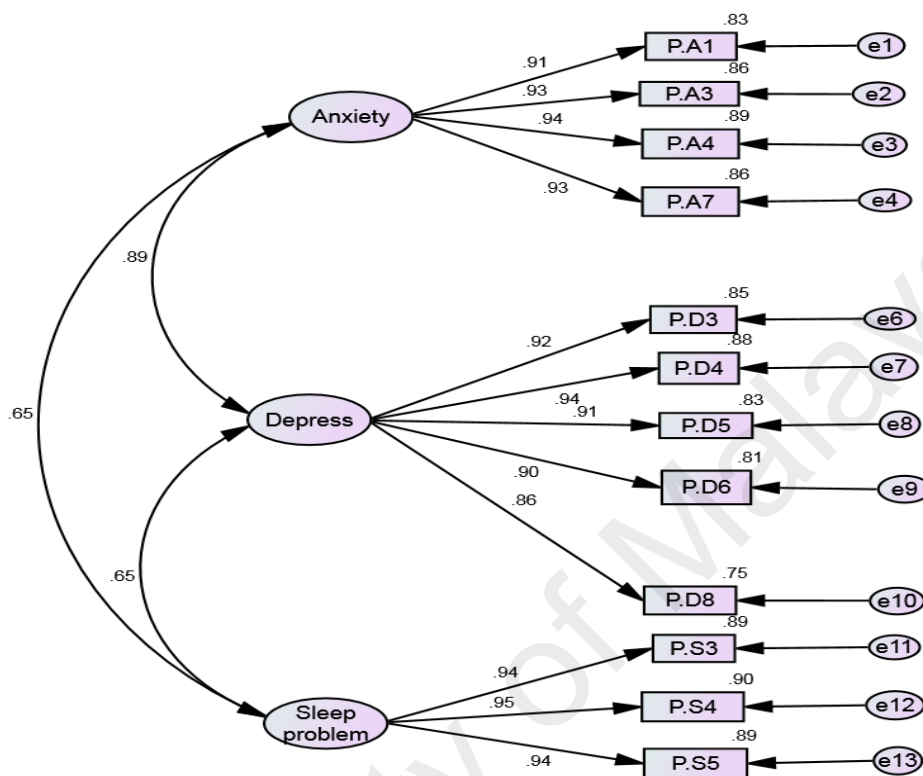 .83
P.A1
e1
.91
.86
P.A3
e2
.93
Anxiety
.89
P.A4
e3
.94
.86
P.A7
e4
.93
.89
.85
P.D3
e6
.92
.88
P.D4
e7
.94
.83
Depress
.91
P.D5
e8
.65
.81
P.D6
e9
.90
.86
.65
.75
P.D8
e10
.89
P.S3
e11
.94
.90
Sleep
problem
.95
P.S4
e12
.89
.94
P.S5
e13
of Malay